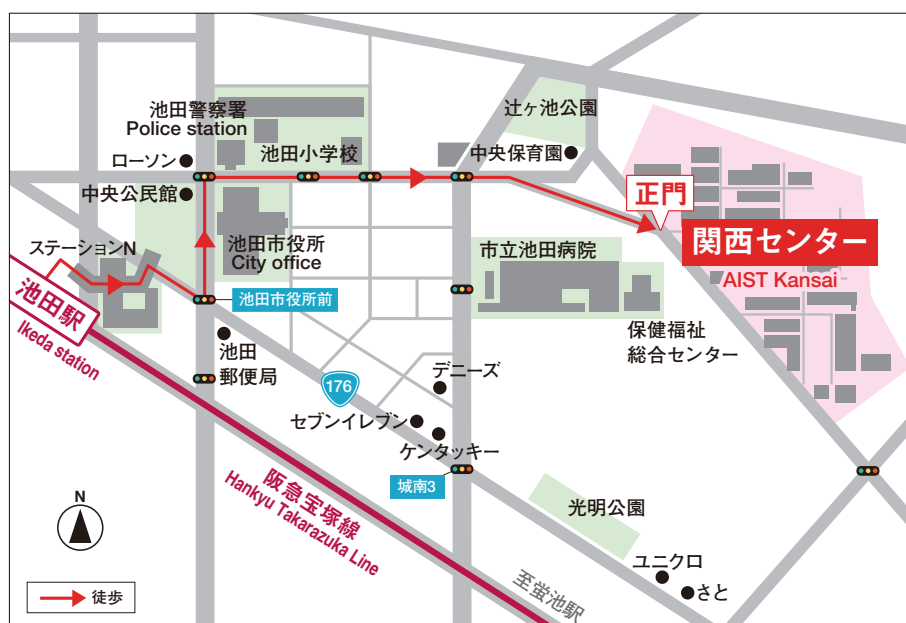 池田警察署
Police station
ローソン
池田小学校
辻ヶ池公園
中央保育園
中央公民館
正門
関西センター
AIST Kansai
ステーションN
池田市役所
City office
市立池田病院
池田市役所前
池田駅
Ikeda station
保健福祉
総合センター
池田
郵便局
デニーズ
176
セブンイレブン
ケンタッキー
城南3
阪急宝塚線
Hankyu Takarazuka Line
光明公園
N
ユニクロ
さと
至蛍池駅
徒歩